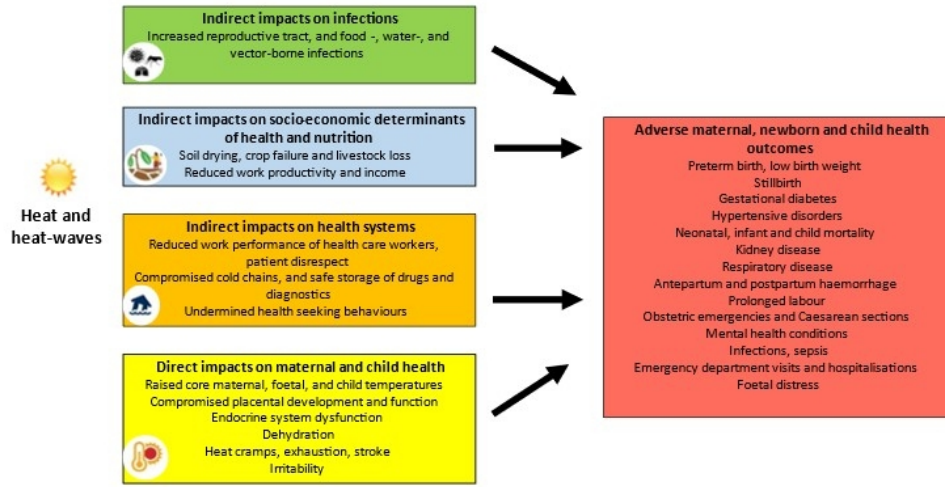 Indirect impacts on infections
Increased reproductive tract, and food -, water-, and
vector-borne infections
Indirect impacts on socio-economic determinants
of health and nutrition
Soil drying, crop failure and livestock loss
Reduced work productivity and income
Heat and
heat-waves
Indirect impacts on health systems
Reduced work performance of health care workers,
patient disrespect
Compromised cold chains, and safe storage of drugs and
diagnostics
Undermined health seeking behaviours
Direct impacts on maternal and child health
Raised core maternal, foetal, and child temperatures
Compromised placental development and function
Endocrine system dysfunction
Dehydration
Heat cramps, exhaustion, stroke
Irritability
Adverse maternal, newborn and child health
outcomes
Preterm birth, low birth weight
Stillbirth
Gestational diabetes
Hypertensive disorders
Neonatal, infant and child mortality
Kidney disease
Respiratory disease
Antepartum and postpartum haemorrhage
Prolonged labour
Obstetric emergencies and Caesarean sections
Mental health conditions
Infections, sepsis
Emergency department visits and hospitalisations
Foetal distress